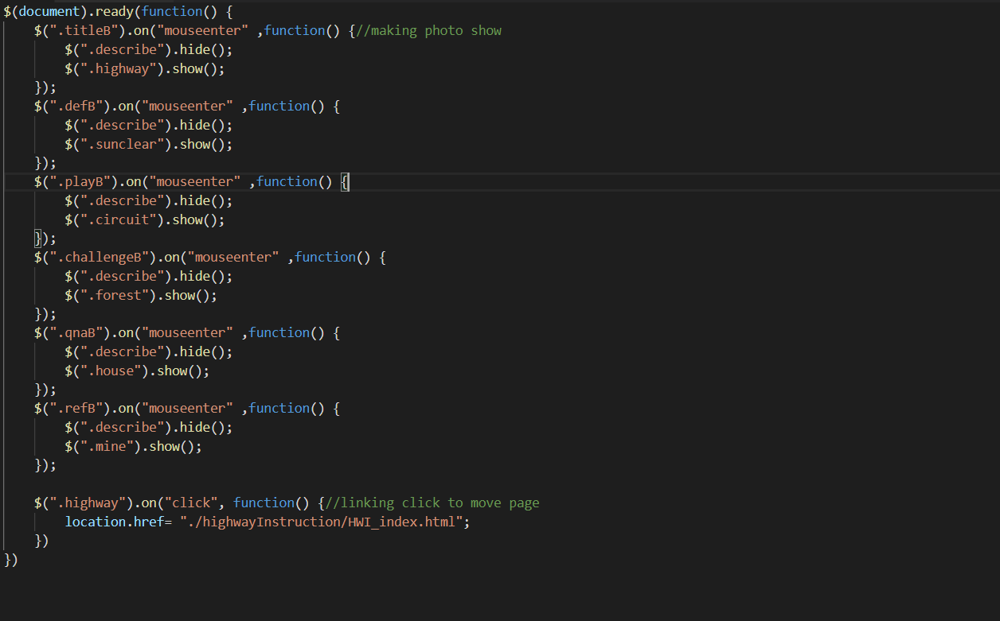 $(document).ready(function() {
    $(".titleB").on("mouseenter" ,function() {//making photo show
        $(".describe").hide();
        $(".highway").show();
    });
    $(".defB").on("mouseenter" ,function() {
        $(".describe").hide();
        $(".sunclear").show();
    });
    $(".playB").on("mouseenter" ,function() {
        $(".describe").hide();
        $(".circuit").show();
    });
    $(".challengeB").on("mouseenter" ,function() {
        $(".describe").hide();
        $(".forest").show();
    });
    $(".qnaB").on("mouseenter" ,function() {
        $(".describe").hide();
        $(".house").show();
    });
    $(".refB").on("mouseenter" ,function() {
        $(".describe").hide();
        $(".mine").show();
    });
    $(".highway").on("click", function() {//linking click to move page
        location.href= "./highwayInstruction/HWI_index.html";
    })
})